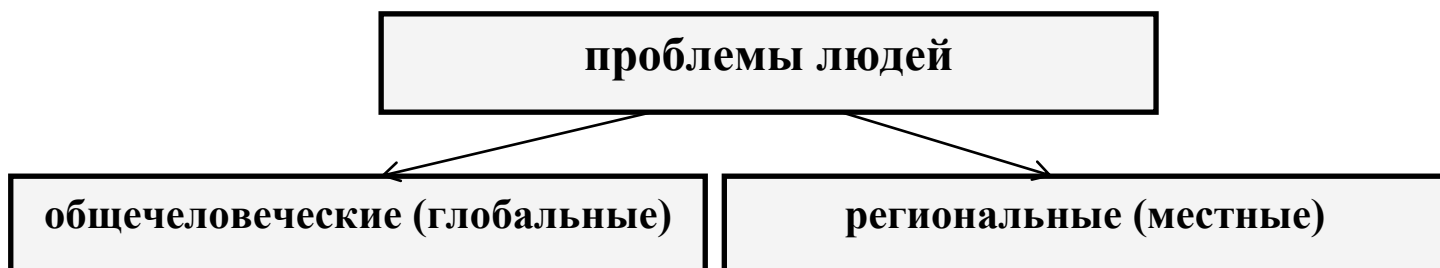 проблемы людей
общечеловеческие (глобальные)
региональные (местные)